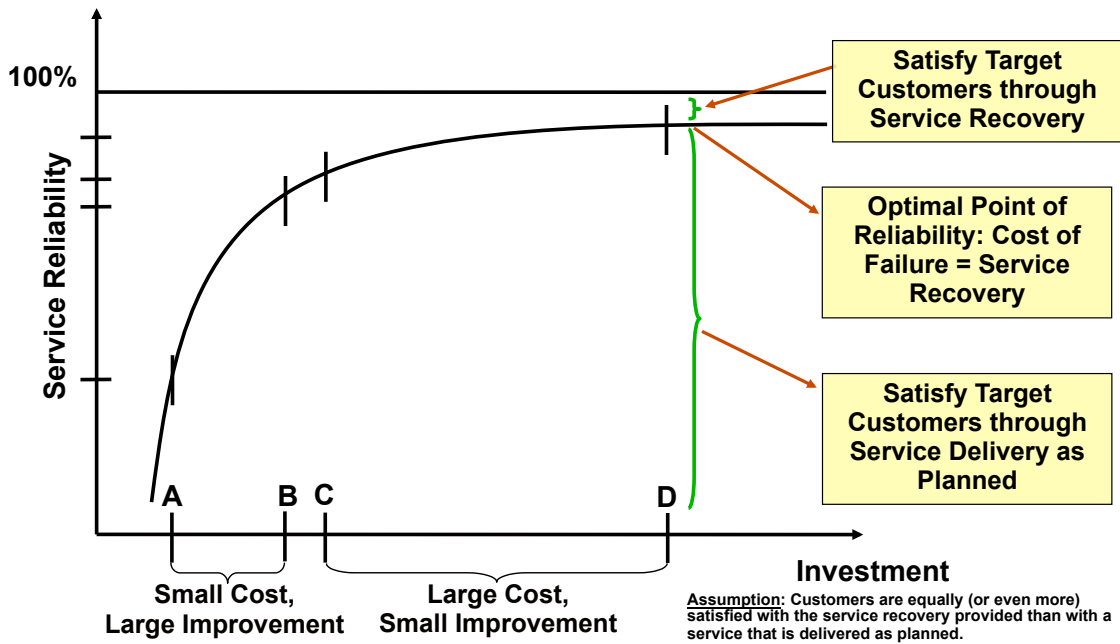 100%
Service Reliability
Satisfy Target
Customers through
Service Recovery
Optimal Point of
Reliability: Cost of
Failure = Service
Recovery
Satisfy Target
Customers through
Service Delivery as
Planned
A
B
C
D
Small Cost,
Large Improvement
Large Cost,
Small Improvement
Investment
Assumption: Customers are equally (or even more)
satisfied with the service recovery provided than with a
service that is delivered as planned.